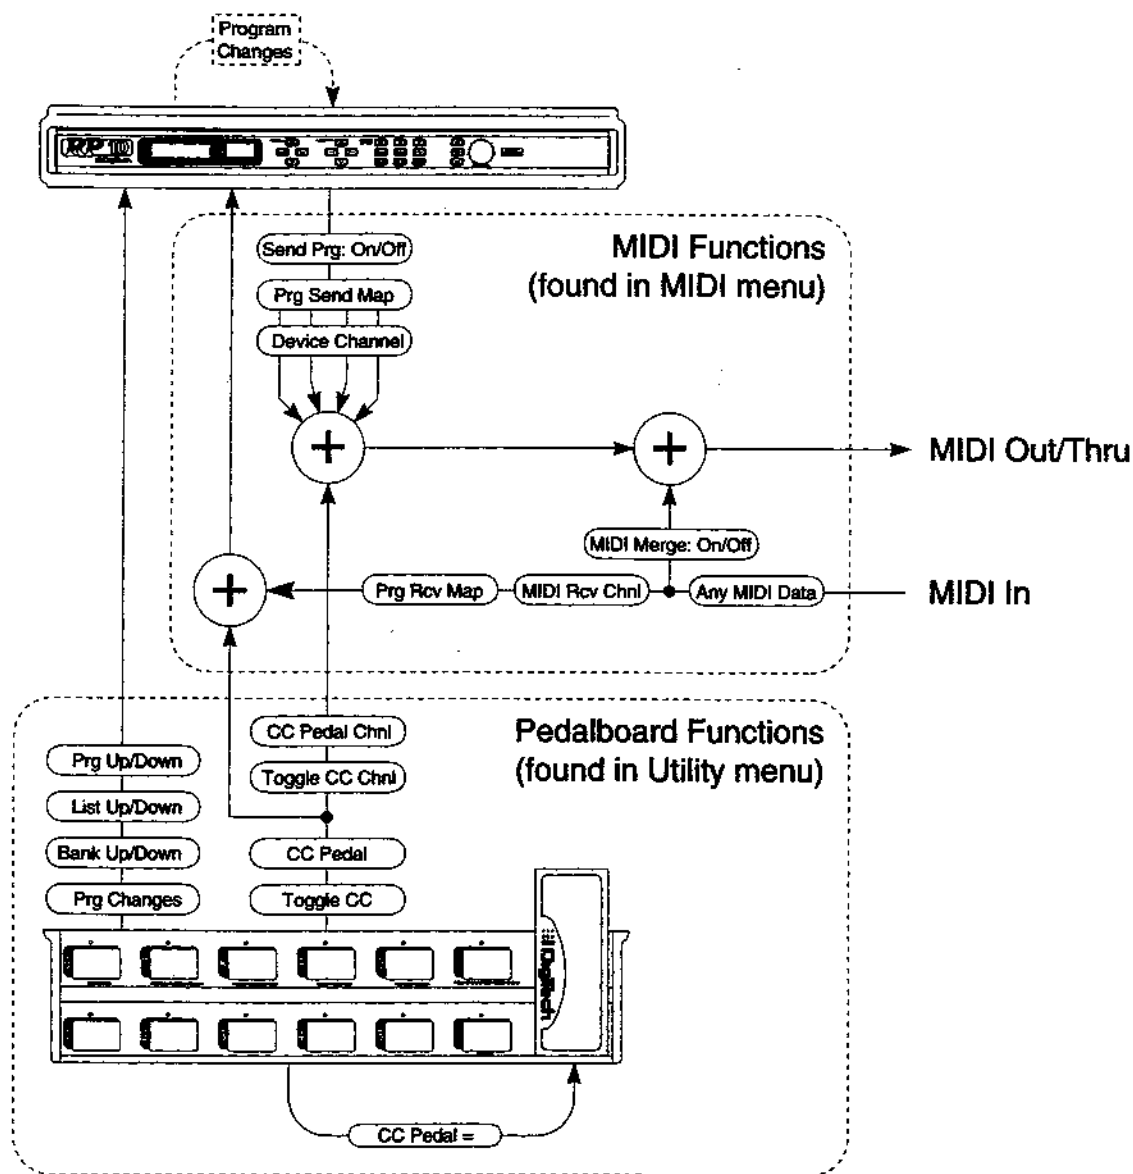 Program
Changes
RP 10
Send Prg: On/Off
MIDI Functions
(found in MIDI menu)
Prg Send Map
Device Channel
+
+
MIDI Out/Thru
MIDI Merge: On/Off
+
Prg Rcv Map
MIDI Rcv Chnl
Any MIDI Data
MIDI In
Pedalboard Functions
(found in Utility menu)
CC Pedal Chnl
Prg Up/Down
Toggle CC Chnl
List Up/Down
Bank Up/Down
CC Pedal
Prg Changes
Toggle CC
DigiTech
CC Pedal =